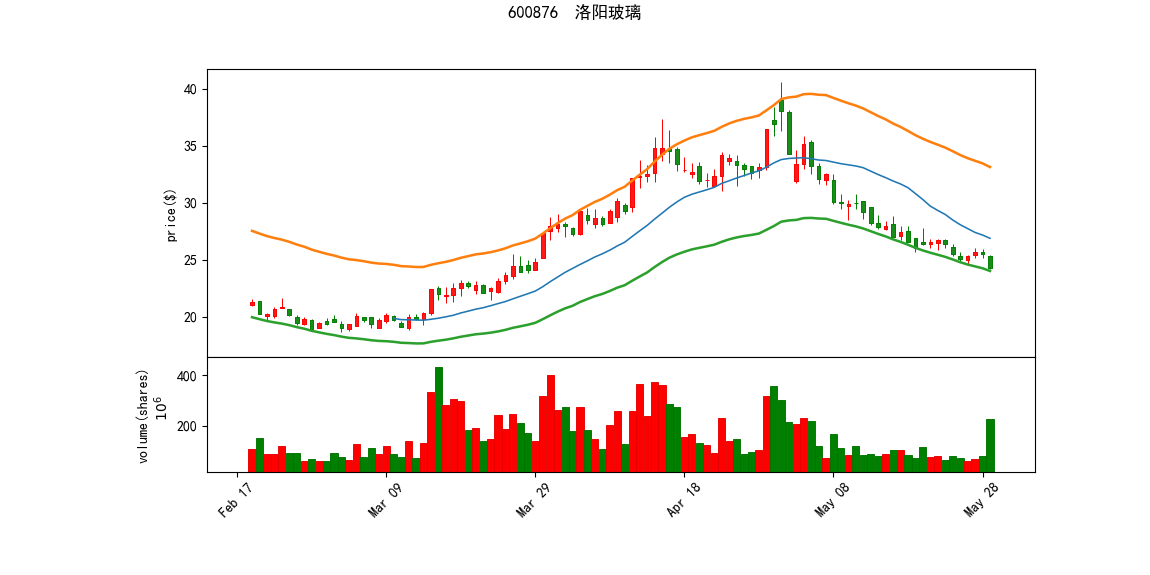 600876 洛阳玻璃
price($)
40
35
30
25
20
volume(shares)
10^6
400
200
Feb 17
Mar 09
Mar 29
Apr 18
May 08
May 28